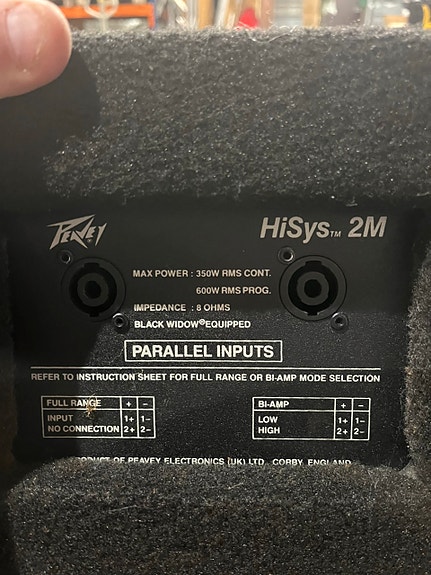 PEAVEY
HiSys™ 2M
MAX POWER : 350W RMS CONT.
600W RMS PROG.
IMPEDANCE : 8 OHMS
BLACK WIDOW® EQUIPPED
PARALLEL INPUTS
REFER TO INSTRUCTION SHEET FOR FULL RANGE OR BI-AMP MODE SELECTION
FULL RANGE + −
INPUT 1+ 1−
NO CONNECTION 2+ 2−
BI-AMP + −
LOW 1+ 1−
HIGH 2+ 2−
PRODUCT OF PEAVEY ELECTRONICS (UK) LTD., CORBY, ENGLAND